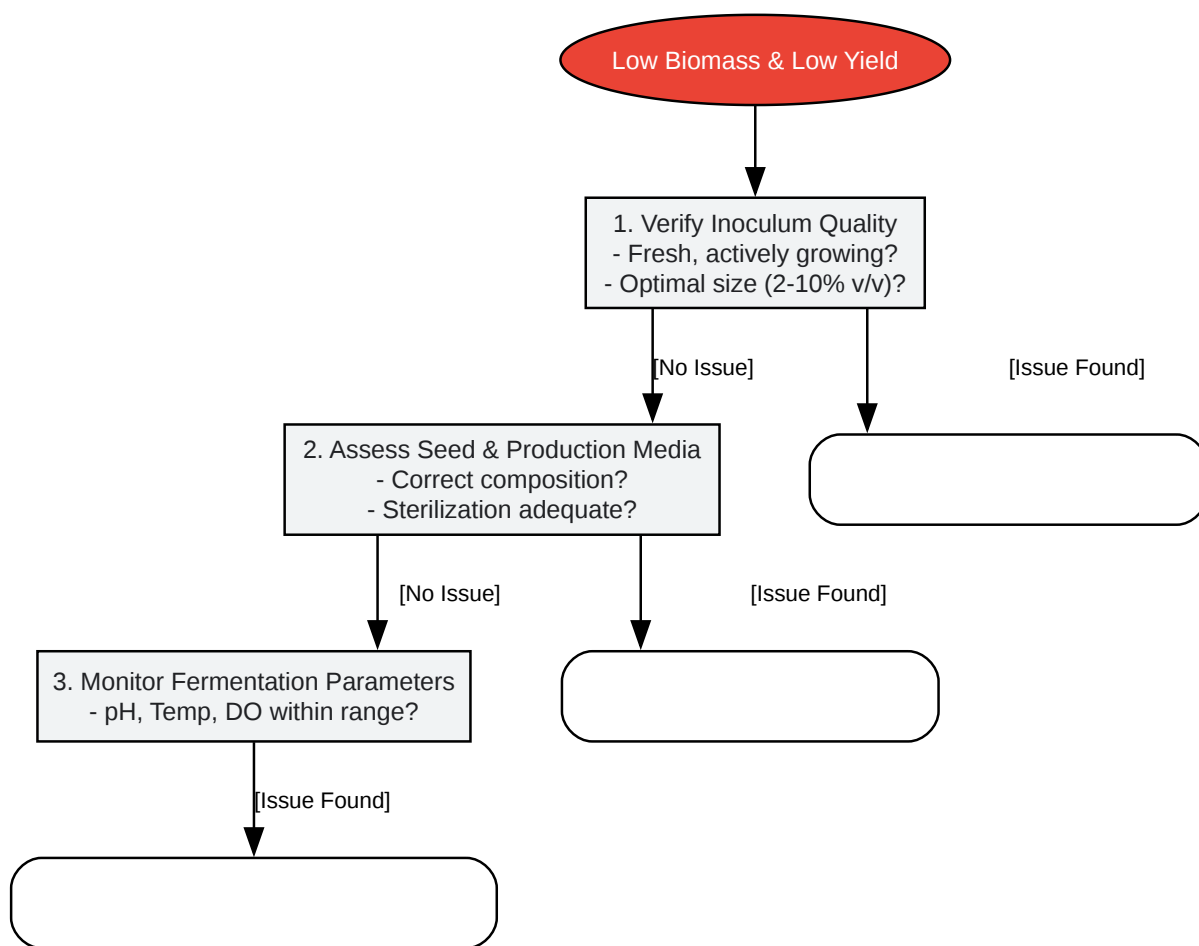 Low Biomass & Low Yield
1. Verify Inoculum Quality
- Fresh, actively growing?
- Optimal size (2-10% v/v)?
[No Issue]
[Issue Found]
2. Assess Seed & Production Media
- Correct composition?
- Sterilization adequate?
[No Issue]
[Issue Found]
3. Monitor Fermentation Parameters
- pH, Temp, DO within range?
[Issue Found]